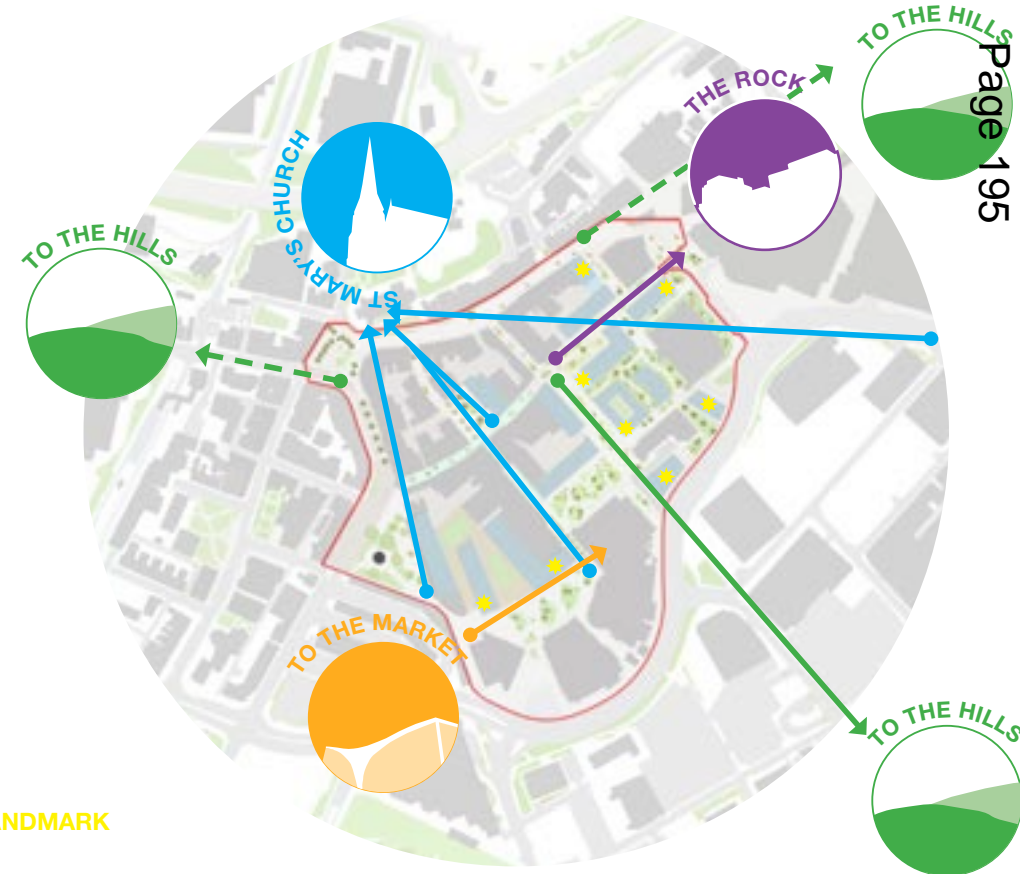 TO THE HILLS
Page 195
THE ROCK
ST MARY'S CHURCH
TO THE HILLS
TO THE MARKET
TO THE HILLS
ANDMARK